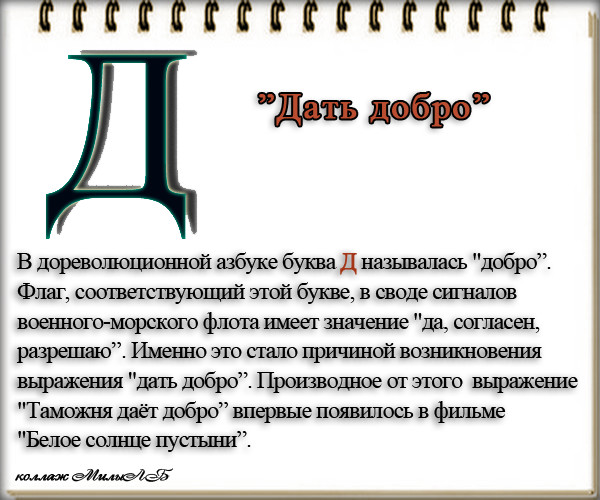 Д
”Дать добро”
В дореволюционной азбуке буква Д называлась "добро”.
Флаг, соответствующий этой букве, в своде сигналов
военного-морского флота имеет значение "да, согласен,
разрешаю”. Именно это стало причиной возникновения
выражения "дать добро”. Производное от этого выражение
"Таможня даёт добро” впервые появилось в фильме
"Белое солнце пустыни”.
коллаж МилыЛБ